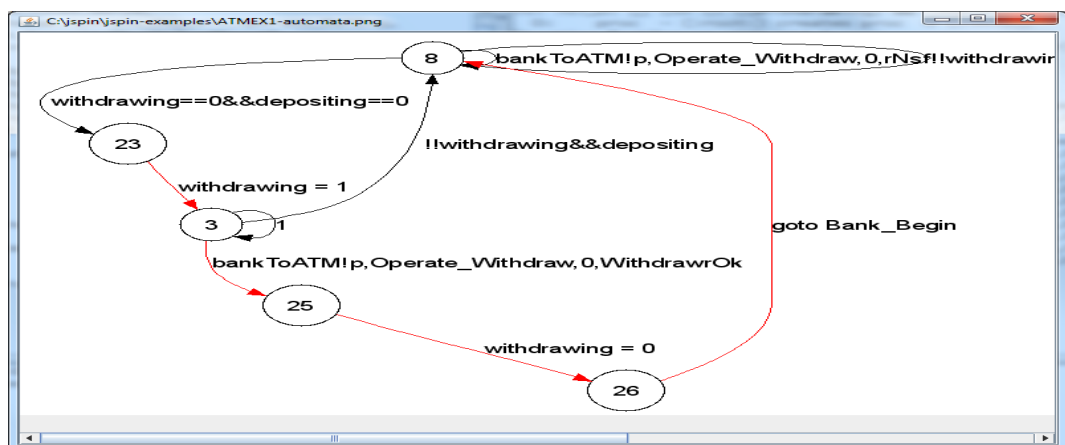 C:\jspin\jspin-examples\ATMEX1-automata.png
8
bankToATM!p,Operate_Withdraw,0,rNsf!!withdrawir
withdrawing==0&&depositing==0
23
!!withdrawing&&depositing
withdrawing = 1
3
1
goto Bank_Begin
bankToATM!p,Operate_Withdraw,0,WithdrawrOk
25
withdrawing = 0
26